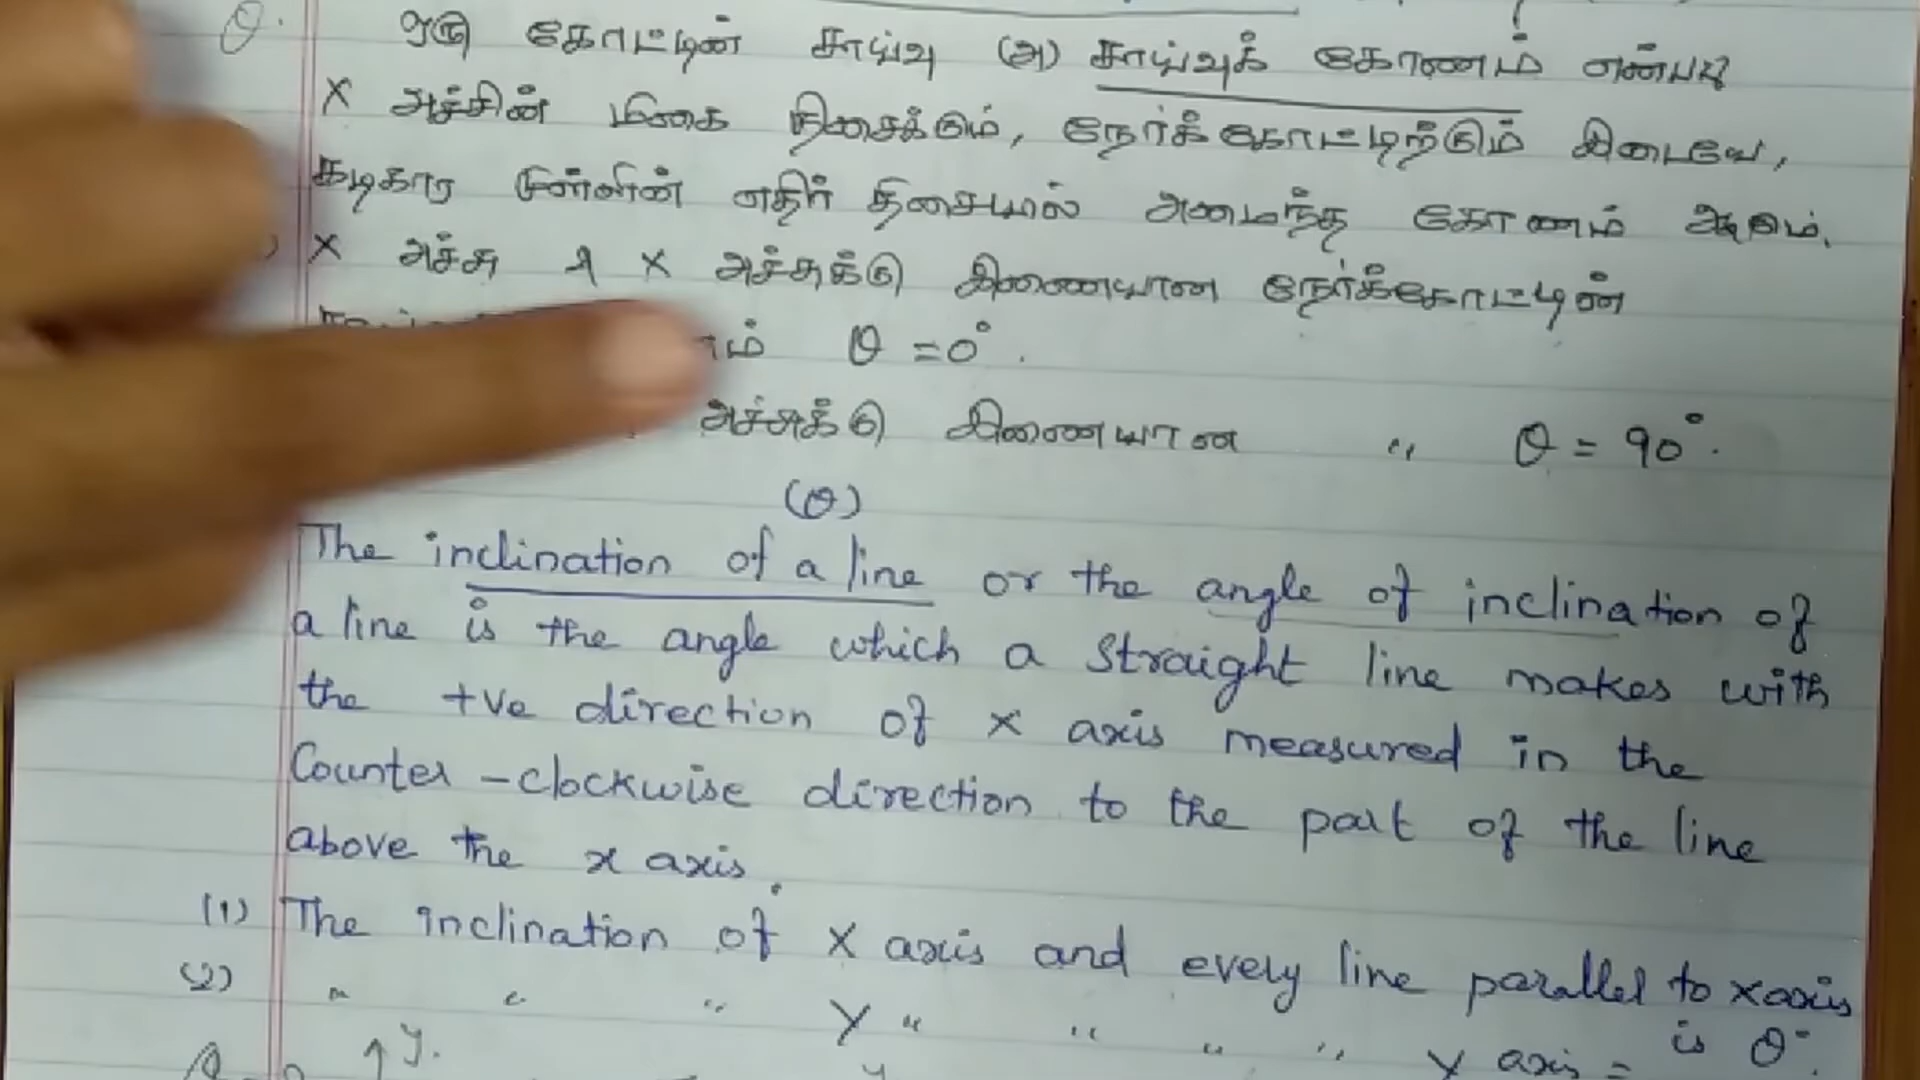 θ. ஒரு கோட்டின் சாய்வு (அ) சாய்வுக் கோணம் என்பது
X அச்சின் மிகை திசைக்கும், நேர்க்கோட்டிற்கும் இடையே,
கடிகார முள்ளின் எதிர் திசையில் அமைந்த கோணம் ஆகும்.
X அச்சு & X அச்சுக்கு இணையான நேர்க்கோட்டின்
θ = 0°.
அச்சுக்கு இணையான " θ = 90°.
(θ)
The inclination of a line or the angle of inclination of
a line is the angle which a straight line makes with
the +ve direction of X axis measured in the
Counter-clockwise direction to the part of the line
above the x axis.
(1) The inclination of X axis and every line parallel to x axis
is 0°.
(2) " " " Y " " " " Y axis =
y.